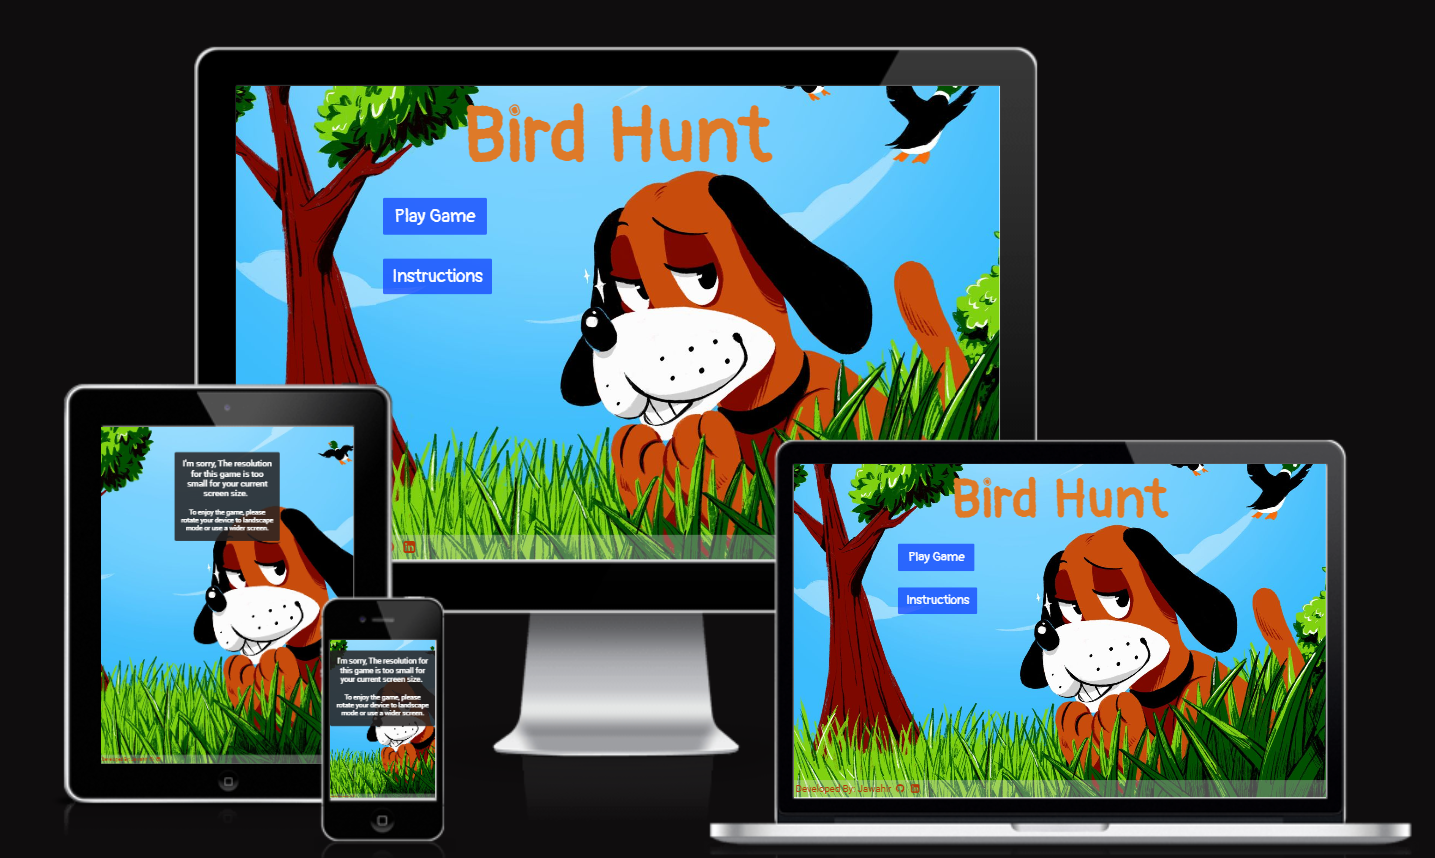 Bird Hunt
Play Game
Instructions
I'm sorry, The resolution
for this game is too
small for your current
screen size.
To enjoy the game, please
rotate your device to landscape
mode or use a wider screen.
I'm sorry, The resolution for
this game is too small for
your current screen size.
To enjoy the game, please
rotate your device to landscape
mode or use a wider screen.
Bird Hunt
Play Game
Instructions
Developed By: Jawahir